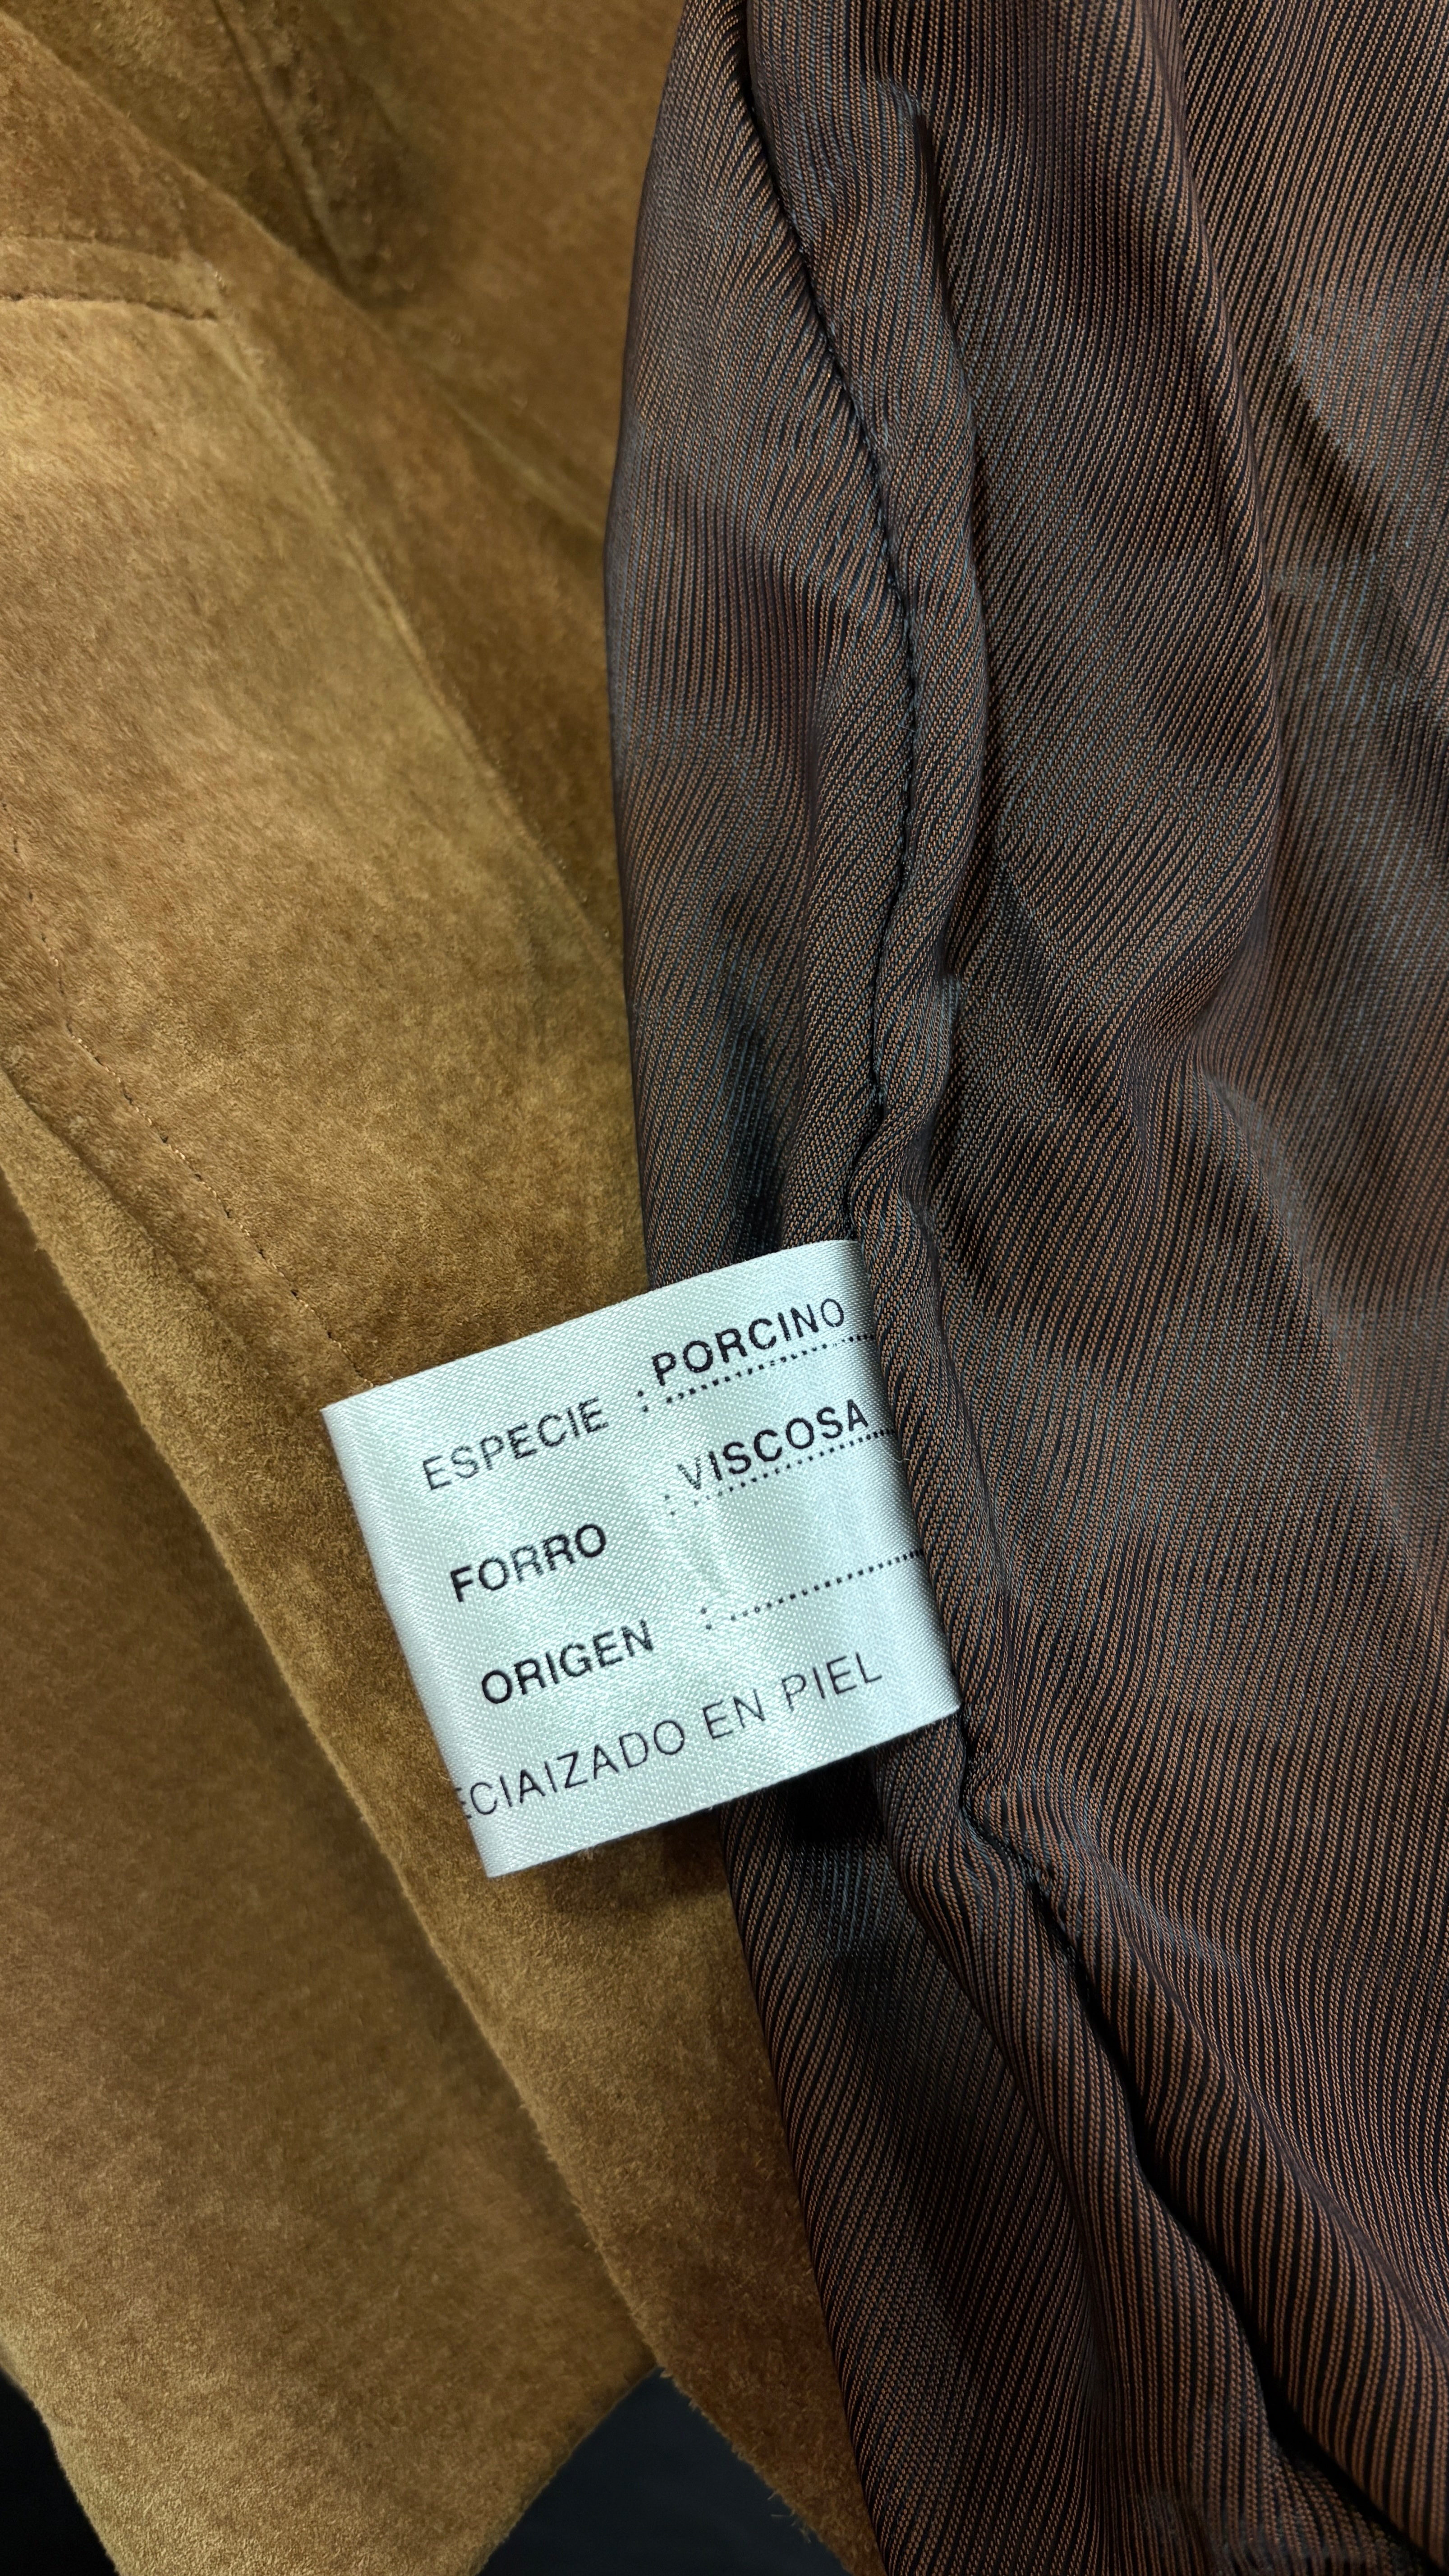 ESPECIE : PORCINO
FORRO : VISCOSA
ORIGEN :
ECIAIZADO EN PIEL